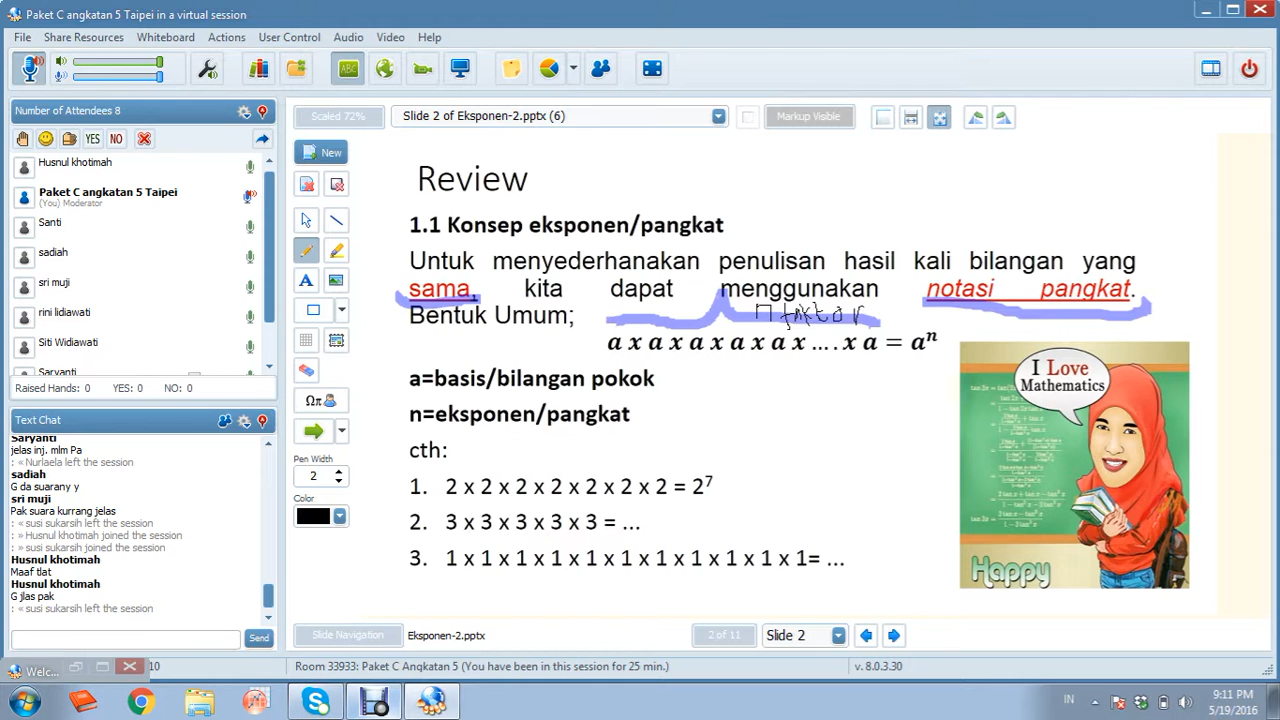 Paket C angkatan 5 Taipei in a virtual session
File Share Resources Whiteboard Actions User Control Audio Video Help
Number of Attendees 8
YES NO
Husnul khotimah
Paket C angkatan 5 Taipei
(You) Moderator
Santi
sadiah
sri muji
rini lidiawati
Siti Widiawati
Saryanti
Raised Hands: 0 YES: 0 NO: 0
Text Chat
Saryanti
jelas inj. mlm Pa
: « Nurlaela left the session
sadiah
G da suarany y
sri muji
Pak suara kurrang jelas
: « susi sukarsih left the session
: » Husnul khotimah joined the session
: » susi sukarsih joined the session
Husnul khotimah
Maaf tlat
Husnul khotimah
G jlas pak
: « susi sukarsih left the session
Send
Scaled 72%
Slide 2 of Eksponen-2.pptx (6)
Markup Visible
New
ABC
A
Ωπ
Pen Width
2
Color
Review
1.1 Konsep eksponen/pangkat
Untuk menyederhanakan penulisan hasil kali bilangan yang
sama, kita dapat menggunakan notasi pangkat.
Bentuk Umum;
n faktor
a x a x a x a x a x ... . x a = aⁿ
a=basis/bilangan pokok
n=eksponen/pangkat
cth:
1. 2 x 2 x 2 x 2 x 2 x 2 x 2 = 2⁷
2. 3 x 3 x 3 x 3 x 3 = ...
3. 1 x 1 x 1 x 1 x 1 x 1 x 1 x 1 x 1 x 1 x 1= ...
I Love
Mathematics
Happy
Slide Navigation
Eksponen-2.pptx
2 of 11
Slide 2
Welc...
10
Room 33933: Paket C Angkatan 5 (You have been in this session for 25 min.)
v. 8.0.3.30
IN
9:11 PM
5/19/2016